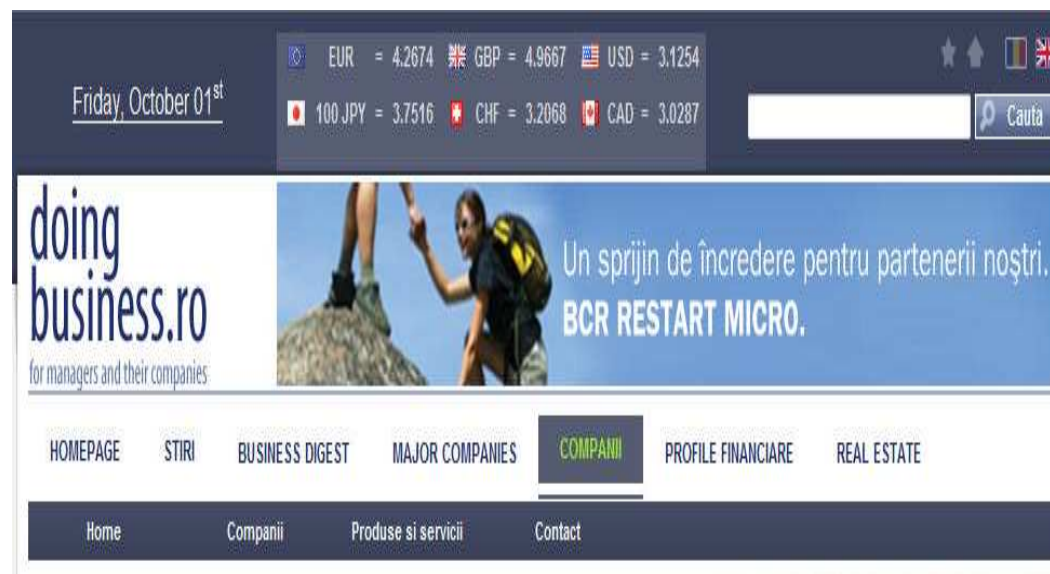 Friday, October 01st
EUR = 4.2674 GBP = 4.9667 USD = 3.1254
100 JPY = 3.7516 CHF = 3.2068 CAD = 3.0287
Cauta
doing
business.ro
for managers and their companies
Un sprijin de încredere pentru partenerii noştri.
BCR RESTART MICRO.
HOMEPAGE STIRI BUSINESS DIGEST MAJOR COMPANIES COMPANII PROFILE FINANCIARE REAL ESTATE
Home Companii Produse si servicii Contact